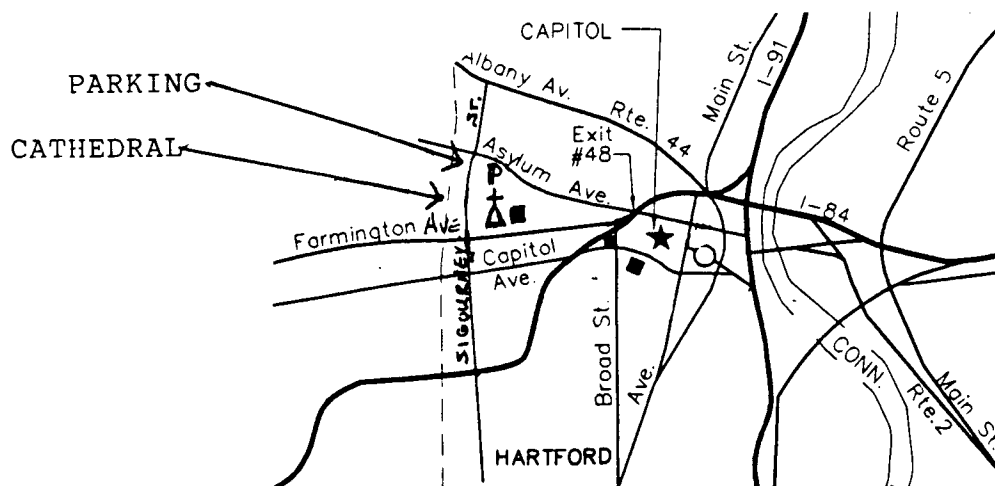 CAPITOL
PARKING
CATHEDRAL
Albany Av.
Rte. 44
Main St.
I-91
Route 5
ST.
Exit
#48
Asylum Ave.
P
I-84
Farmington AVE
Capitol
Ave.
SIGOURNEY
Broad St.
Ave.
CONN.
Rte.2
Main St.
HARTFORD